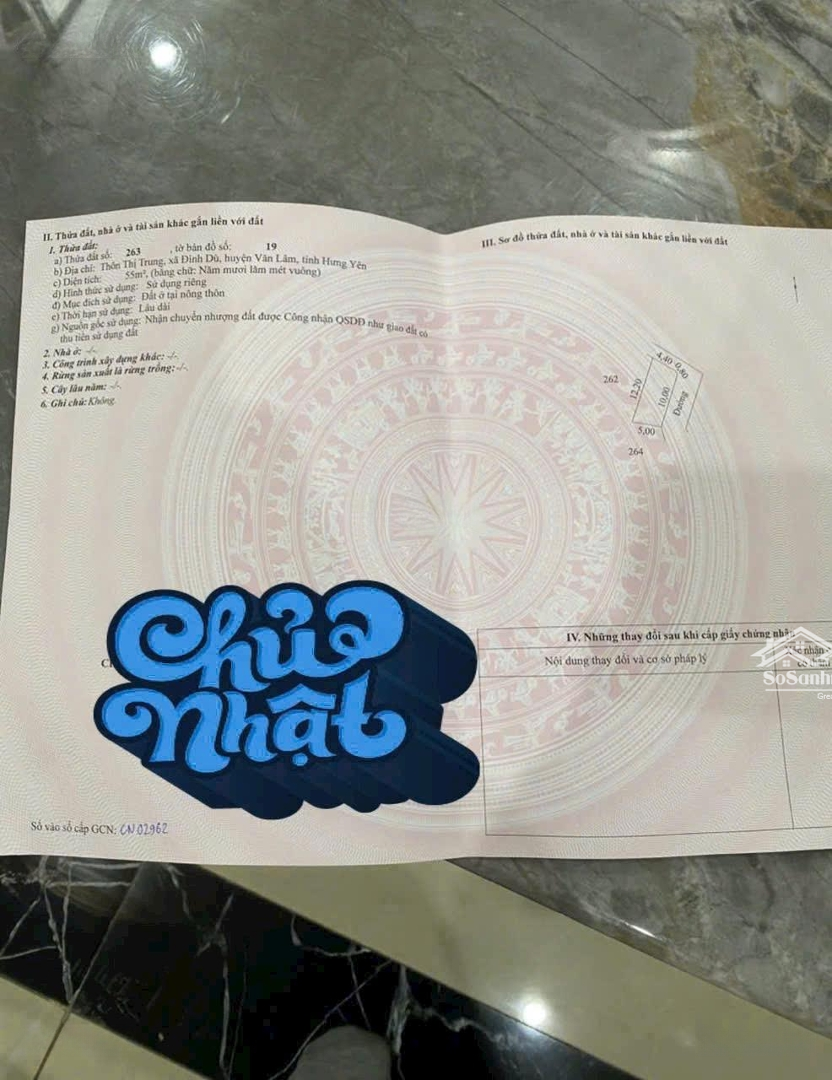 II. Thửa đất, nhà ở và tài sản khác gắn liền với đất
1. Thửa đất:
a) Thửa đất số: 263 , tờ bản đồ số: 19
b) Địa chỉ: Thôn Thị Trung, xã Đình Dù, huyện Văn Lâm, tỉnh Hưng Yên
c) Diện tích: 55m², (bằng chữ: Năm mươi lăm mét vuông)
d) Hình thức sử dụng: Sử dụng riêng
đ) Mục đích sử dụng: Đất ở tại nông thôn
e) Thời hạn sử dụng: Lâu dài
g) Nguồn gốc sử dụng: Nhận chuyển nhượng đất được Công nhận QSDĐ như giao đất có
thu tiền sử dụng đất
2. Nhà ở: -/-
3. Công trình xây dựng khác: -/-
4. Rừng sản xuất là rừng trồng: -/-
5. Cây lâu năm: -/-
6. Ghi chú: Không.
III. Sơ đồ thửa đất, nhà ở và tài sản khác gắn liền với đất
4,40 0,80
262
12,20
10,00
Đường
5,00
264
Chủ
Nhật
IV. Những thay đổi sau khi cấp giấy chứng nhận
Nội dung thay đổi và cơ sở pháp lý
Xác nhận
có thẩm
SoSanh
Số vào sổ cấp GCN: CN 02962